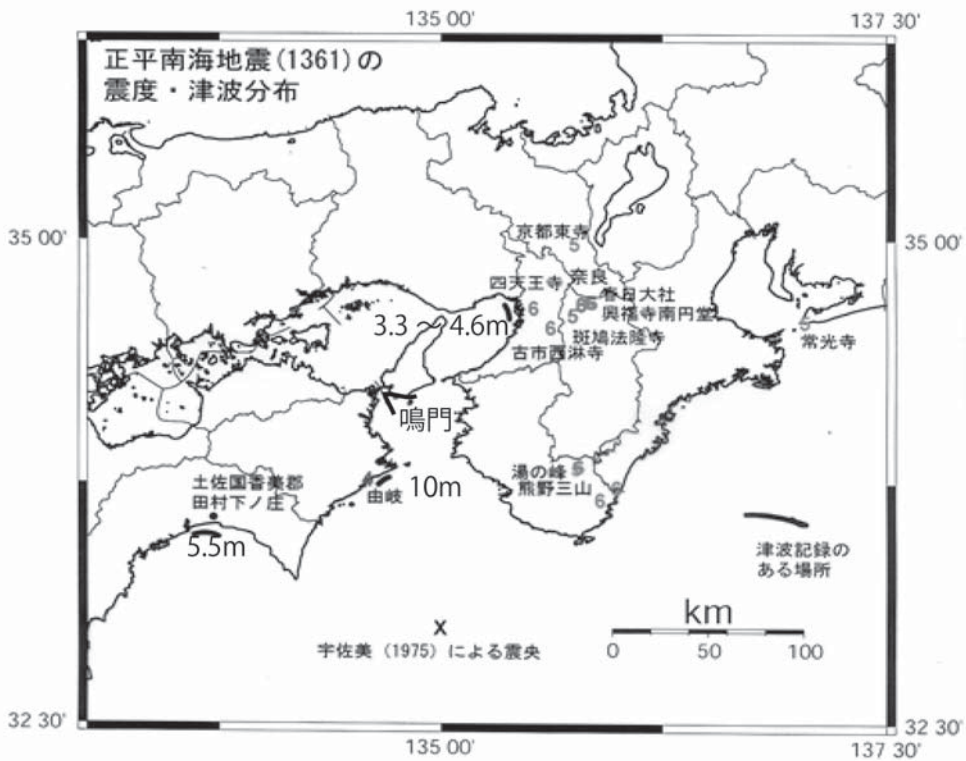 135 00'
137 30'
正平南海地震(1361)の
震度・津波分布
35 00'
35 00'
京都東寺
5
四天王寺
奈良
6
春日大社
興福寺南円堂
5
6
斑鳩法隆寺
古市西淋寺
5
常光寺
3.3 〜 4.6m
鳴門
湯の峰
6
熊野三山
6
10m
由岐
土佐国香美郡
田村下ノ庄
5.5m
津波記録の
ある場所
x
宇佐美 (1975) による震央
km
0 50 100
32 30'
32 30'
135 00'
137 30'